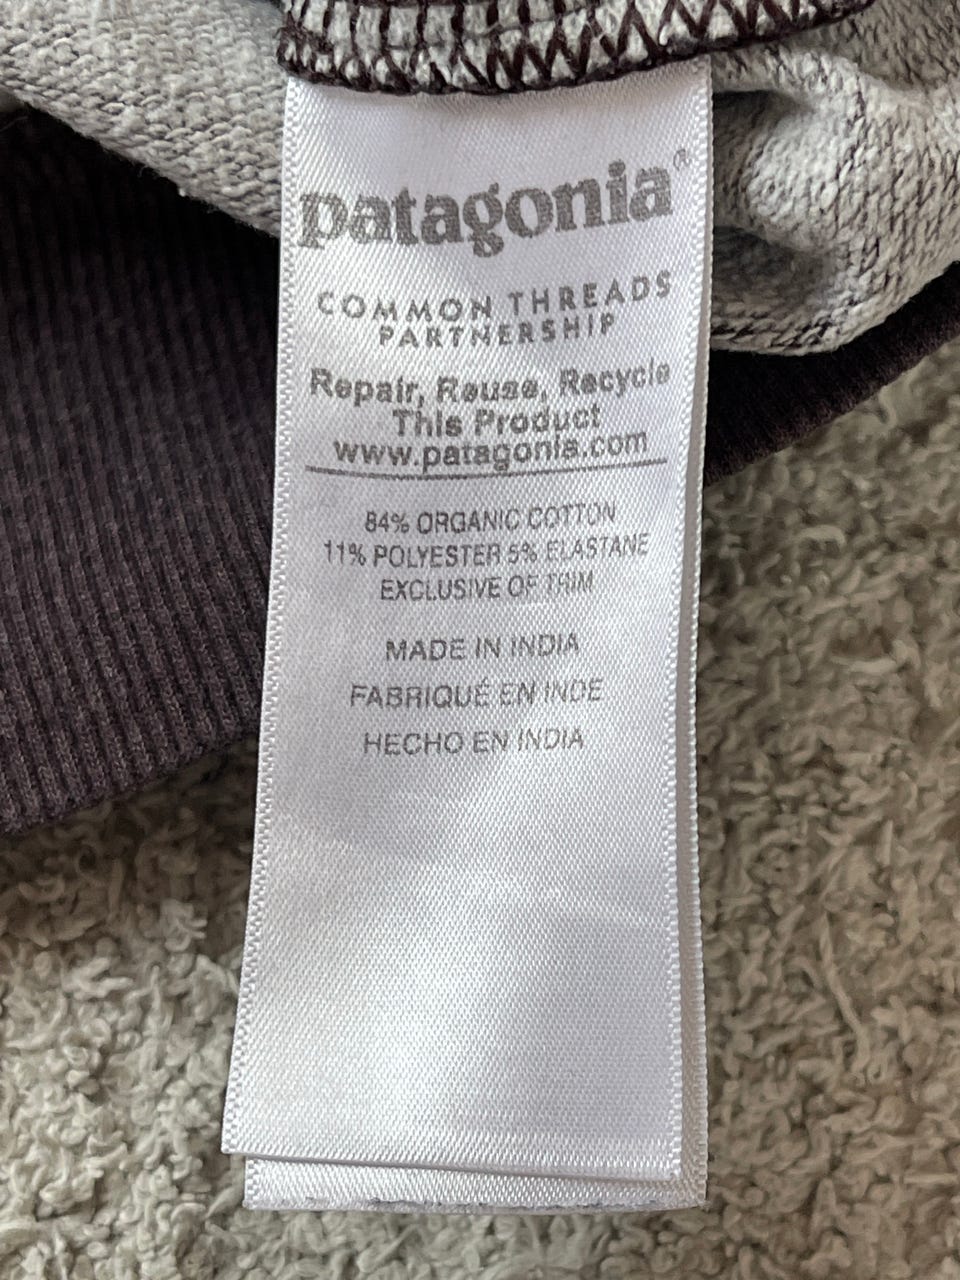 patagonia®
COMMON THREADS
PARTNERSHIP
Repair, Reuse, Recycle
This Product
www.patagonia.com
84% ORGANIC COTTON
11% POLYESTER 5% ELASTANE
EXCLUSIVE OF TRIM
MADE IN INDIA
FABRIQUÉ EN INDE
HECHO EN INDIA